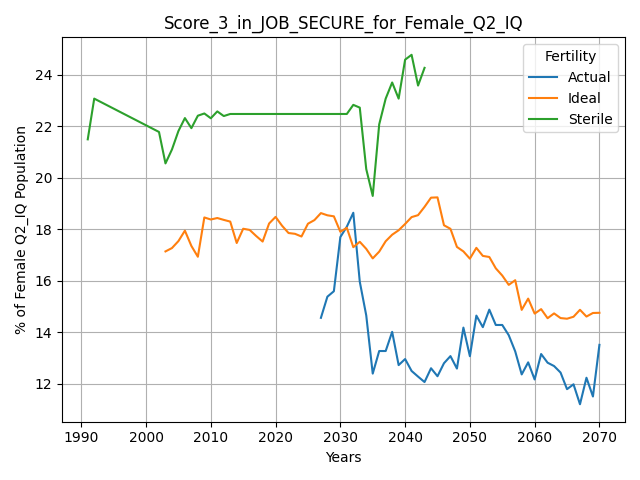 Score_3_in_JOB_SECURE_for_Female_Q2_IQ
Fertility
Actual
Ideal
Sterile
% of Female Q2_IQ Population
24
22
20
18
16
14
12
1990 2000 2010 2020 2030 2040 2050 2060 2070
Years